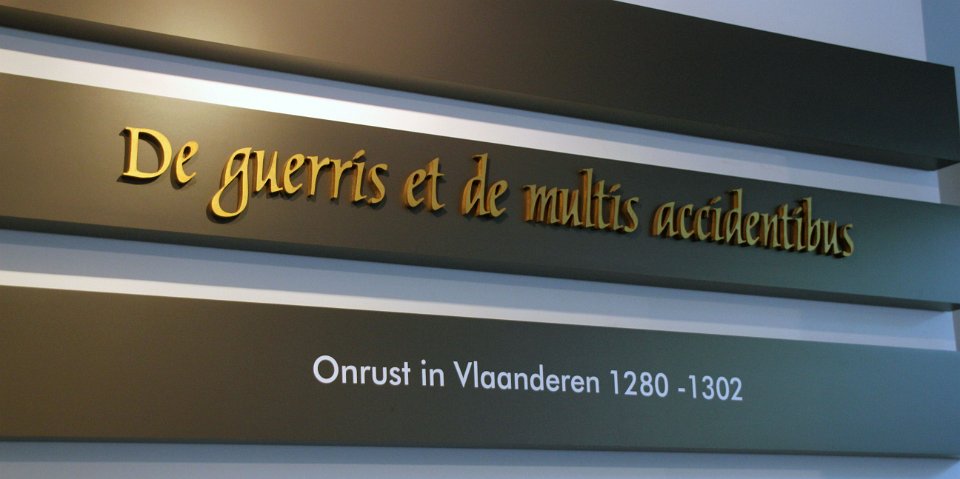 De guerris et de multis accidentibus
Onrust in Vlaanderen 1280 -1302